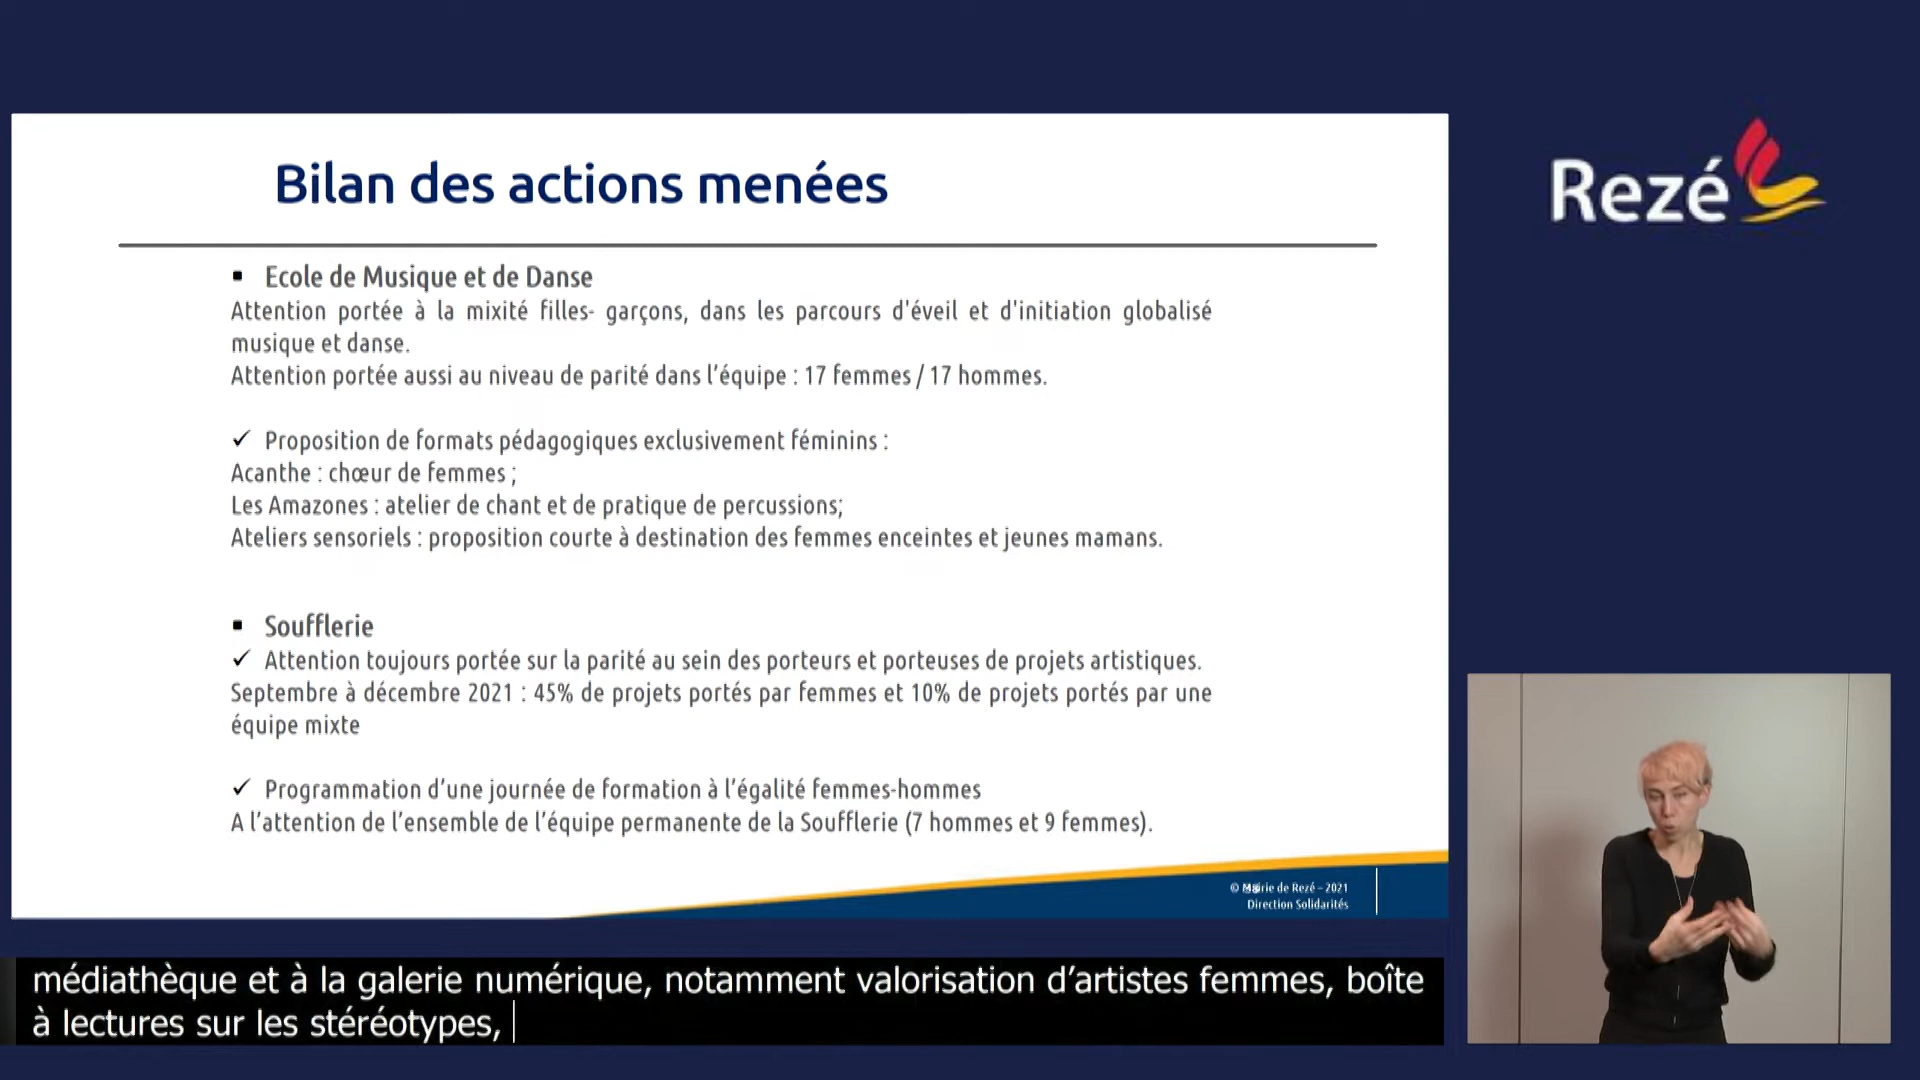 Bilan des actions menées
Rezé
▪ Ecole de Musique et de Danse
Attention portée à la mixité filles- garçons, dans les parcours d'éveil et d'initiation globalisé
musique et danse.
Attention portée aussi au niveau de parité dans l’équipe : 17 femmes / 17 hommes.
✓ Proposition de formats pédagogiques exclusivement féminins :
Acanthe : chœur de femmes ;
Les Amazones : atelier de chant et de pratique de percussions;
Ateliers sensoriels : proposition courte à destination des femmes enceintes et jeunes mamans.
▪ Soufflerie
✓ Attention toujours portée sur la parité au sein des porteurs et porteuses de projets artistiques.
Septembre à décembre 2021 : 45% de projets portés par femmes et 10% de projets portés par une
équipe mixte
✓ Programmation d’une journée de formation à l’égalité femmes-hommes
A l’attention de l’ensemble de l’équipe permanente de la Soufflerie (7 hommes et 9 femmes).
© Mairie de Rezé – 2021
Direction Solidarités
médiathèque et à la galerie numérique, notamment valorisation d’artistes femmes, boîte
à lectures sur les stéréotypes,